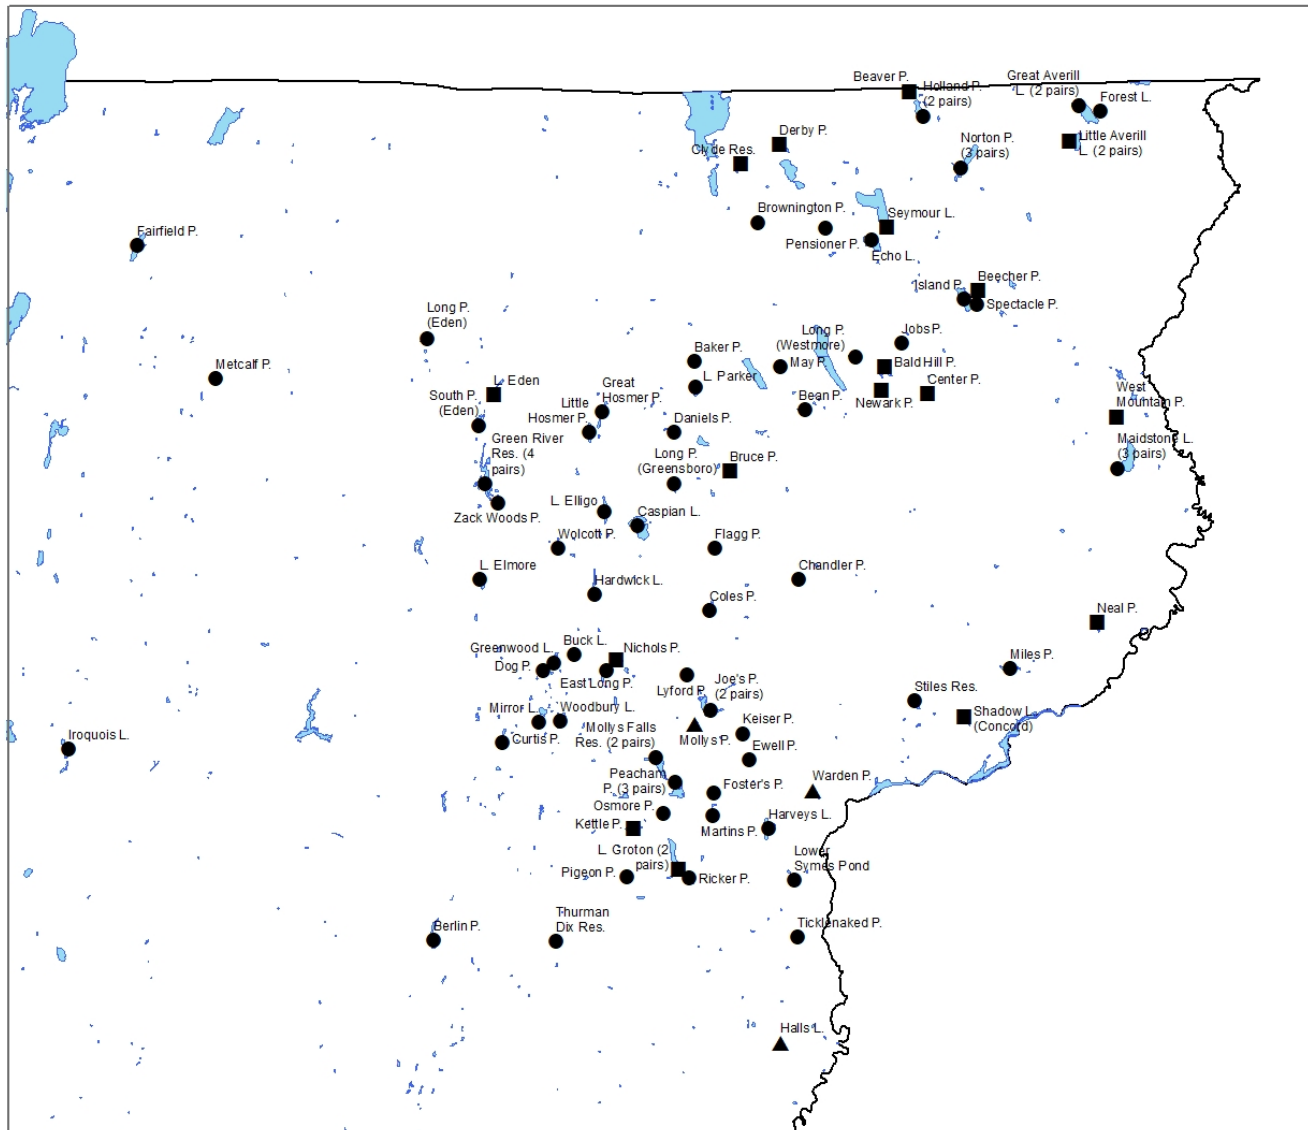 Beaver P.
Holland P.
(2 pairs)
Great Averill
L. (2 pairs)
Forest L.
Derby P.
Clyde Res.
Norton P.
(3 pairs)
Little Averill
L. (2 pairs)
Brownington P.
Seymour L.
Pensioner P.
Echo L.
Fairfield P.
Island P.
Beecher P.
Spectacle P.
Long P.
(Eden)
Long P.
(Westmore)
Jobs P.
Metcalf P.
Baker P.
May P.
Bald Hill P.
L. Parker
Center P.
L. Eden
South P.
(Eden)
Great
Hosmer P.
Little
Hosmer P.
Daniels P.
Bean P.
Newark P.
West
Mountain P.
Green River
Res. (4
pairs)
Long P.
(Greensboro)
Bruce P.
Maidstone L.
(3 pairs)
Zack Woods P.
L. Elligo
Caspian L.
Wolcott P.
Flagg P.
L. Elmore
Hardwick L.
Chandler P.
Coles P.
Neal P.
Greenwood L.
Buck L.
Nichols P.
Dog P.
East Long P.
Lyford P.
Joe's P.
(2 pairs)
Miles P.
Stiles Res.
Shadow L.
(Concord)
Mirror L.
Woodbury L.
Curtis P.
Mollys Falls
Res. (2 pairs)
Mollys P.
Keiser P.
Ewell P.
Iroquois L.
Peacham
P. (3 pairs)
Foster's P.
Warden P.
Osmore P.
Kettle P.
Martins P.
Harveys L.
L. Groton (2
pairs)
Pigeon P.
Ricker P.
Lower
Symes Pond
Berlin P.
Thurman
Dix Res.
Ticklenaked P.
Halls L.